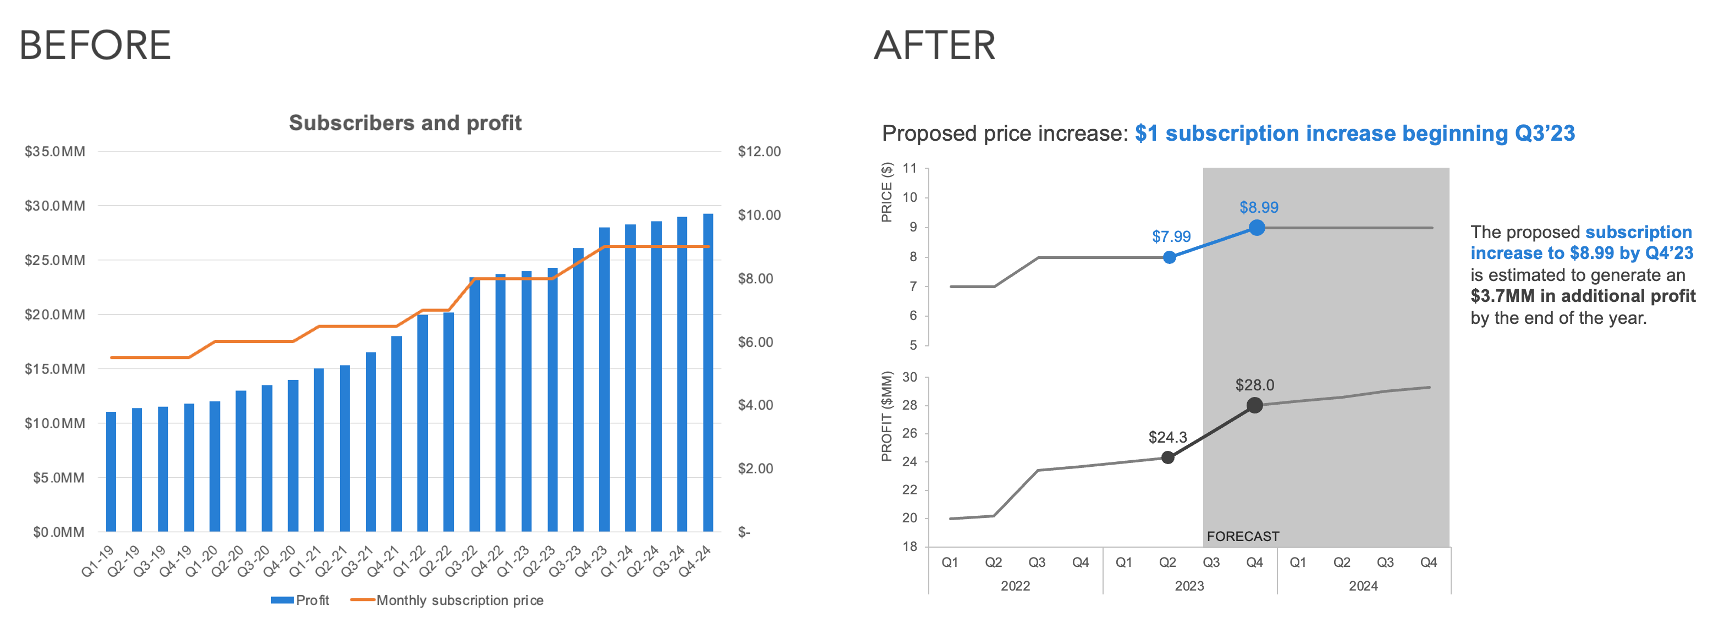 BEFORE
Subscribers and profit
$35.0MM
$30.0MM
$25.0MM
$20.0MM
$15.0MM
$10.0MM
$5.0MM
$0.0MM
$12.00
$10.00
$8.00
$6.00
$4.00
$2.00
$-
Q1-19
Q2-19
Q3-19
Q4-19
Q1-20
Q2-20
Q3-20
Q4-20
Q1-21
Q2-21
Q3-21
Q4-21
Q1-22
Q2-22
Q3-22
Q4-22
Q1-23
Q2-23
Q3-23
Q4-23
Q1-24
Q2-24
Q3-24
Q4-24
Profit Monthly subscription price
AFTER
Proposed price increase: $1 subscription increase beginning Q3’23
PRICE ($)
11
10
9
8
7
6
5
$7.99
$8.99
PROFIT ($MM)
30
28
26
24
22
20
18
$24.3
$28.0
FORECAST
Q1 Q2 Q3 Q4 Q1 Q2 Q3 Q4 Q1 Q2 Q3 Q4
2022 2023 2024
The proposed subscription
increase to $8.99 by Q4’23
is estimated to generate an
$3.7MM in additional profit
by the end of the year.